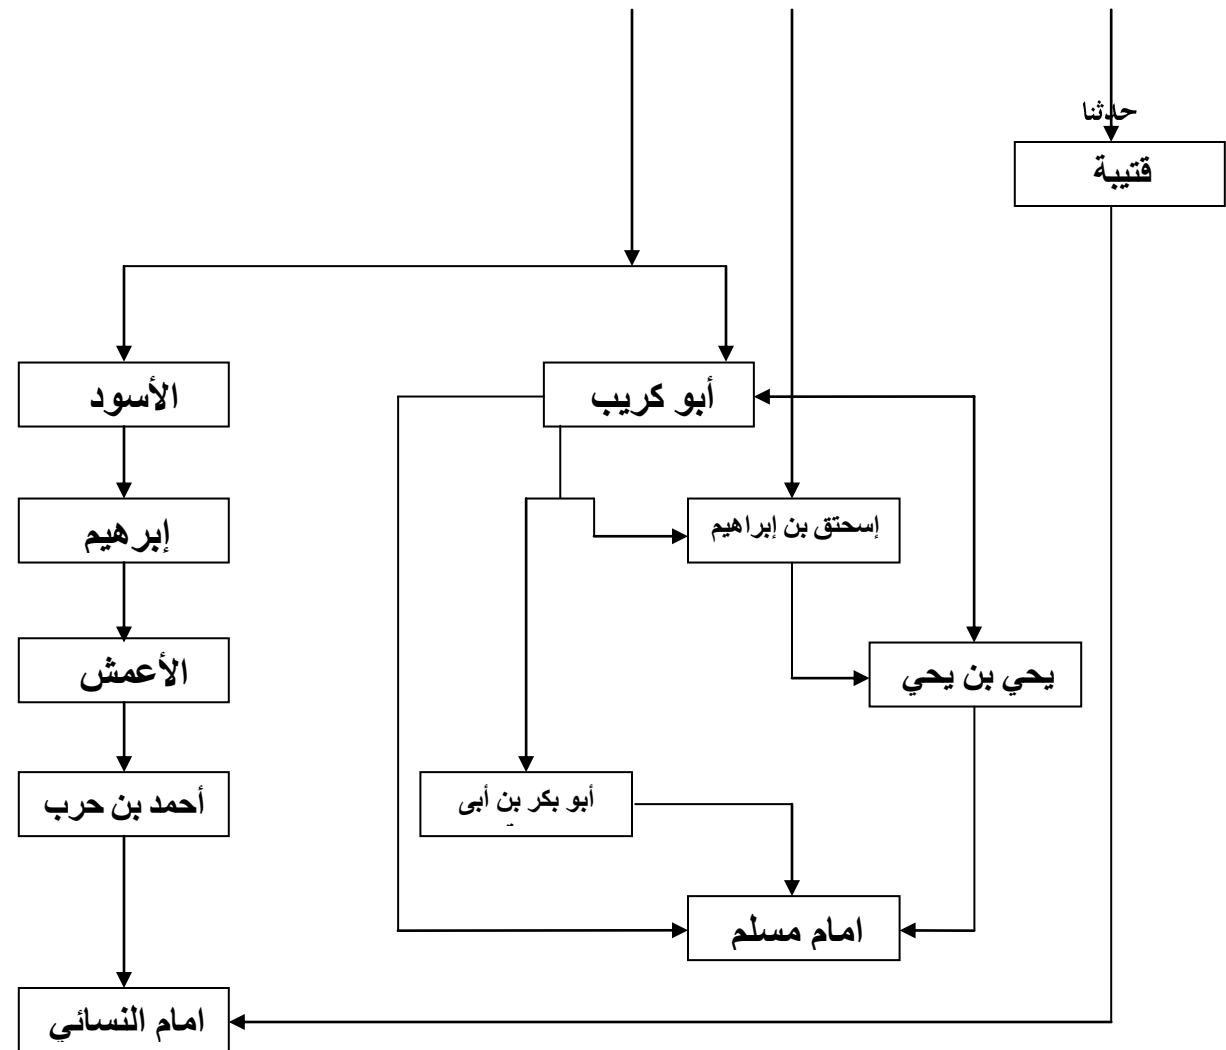 حدثنا
قتيبة
الأسود
أبو كريب
إبرهيم
إسحتق بن إبراهيم
الأعمش
يحي بن يحي
أحمد بن حرب
أبو بكر بن أبى
امام مسلم
امام النسائي